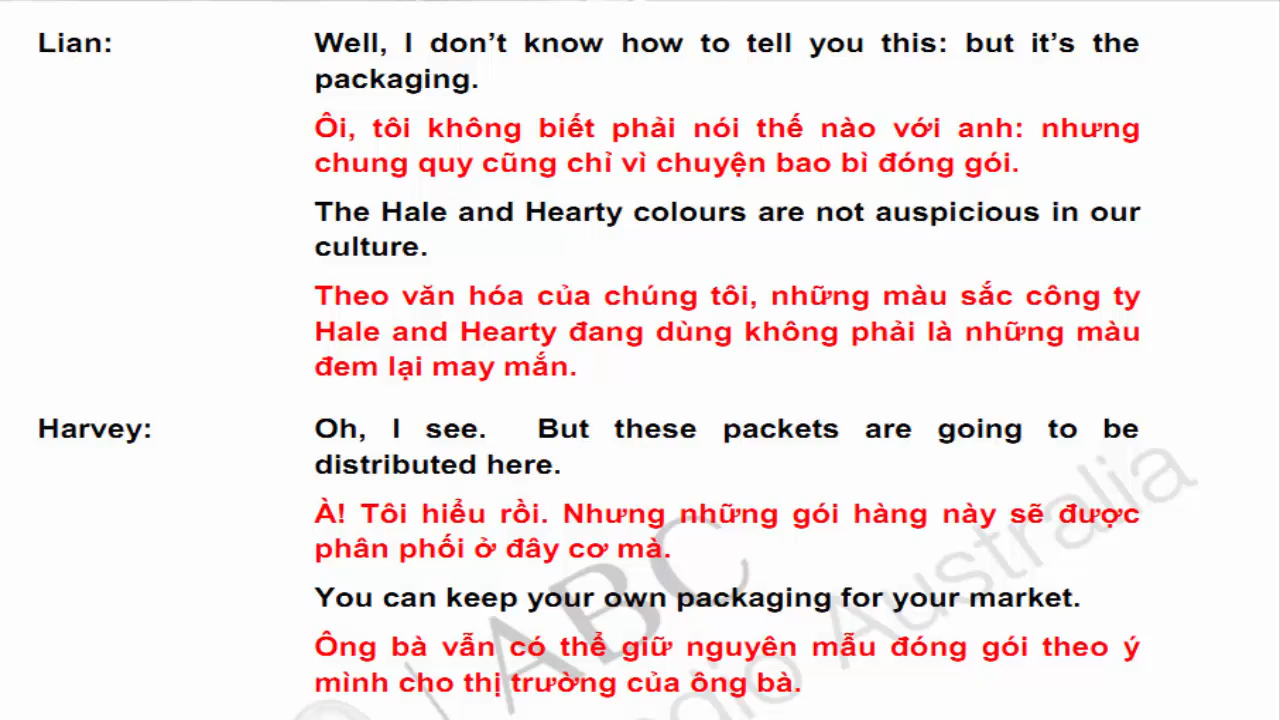 Lian: Well, I don't know how to tell you this: but it's the
packaging.
Ôi, tôi không biết phải nói thế nào với anh: nhưng
chung quy cũng chỉ vì chuyện bao bì đóng gói.
The Hale and Hearty colours are not auspicious in our
culture.
Theo văn hóa của chúng tôi, những màu sắc công ty
Hale and Hearty đang dùng không phải là những màu
đem lại may mắn.
Harvey: Oh, I see. But these packets are going to be
distributed here.
À! Tôi hiểu rồi. Nhưng những gói hàng này sẽ được
phân phối ở đây cơ mà.
You can keep your own packaging for your market.
Ông bà vẫn có thể giữ nguyên mẫu đóng gói theo ý
mình cho thị trường của ông bà.
ABC
Radio Australia